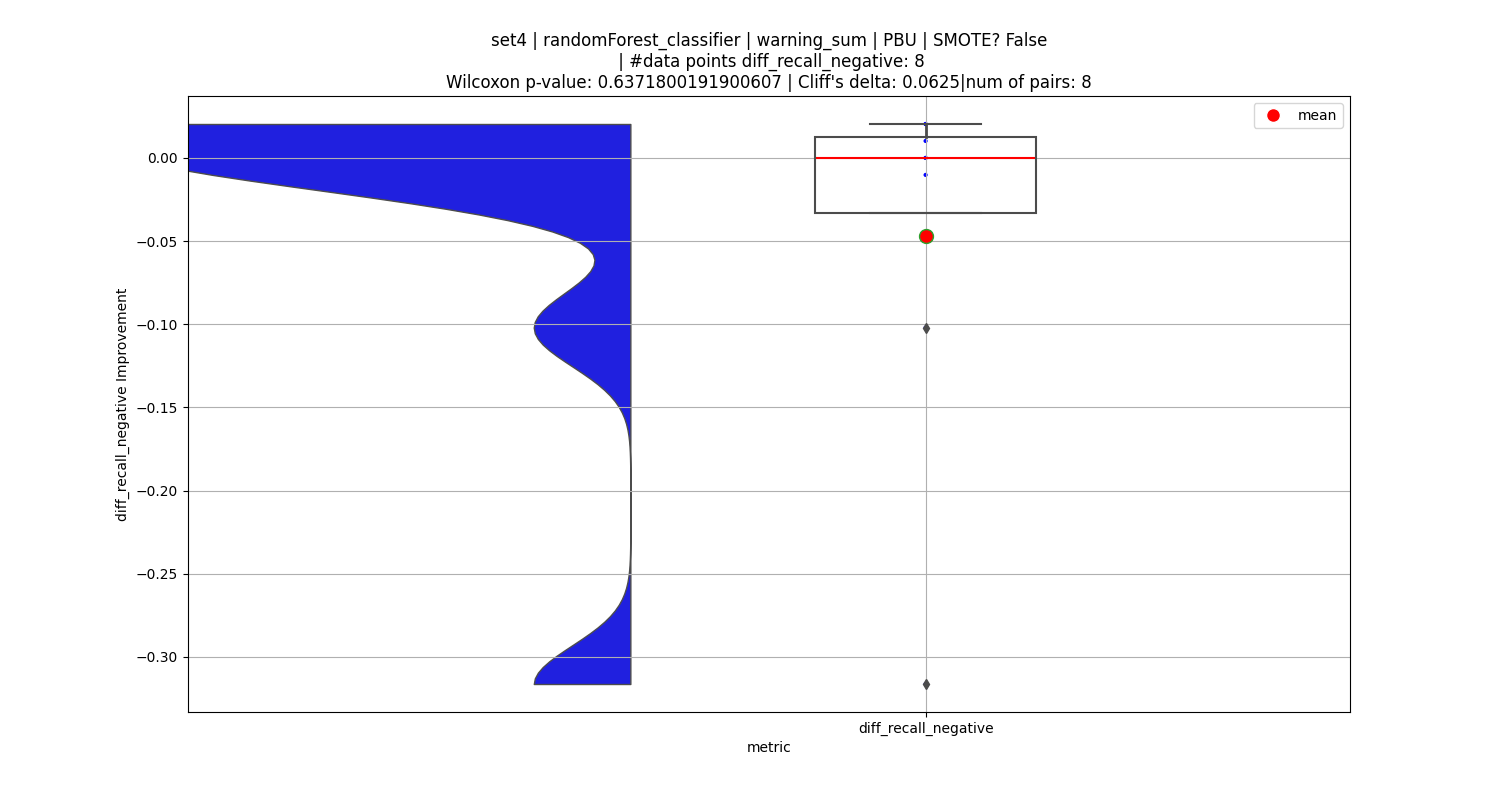 set4 | randomForest_classifier | warning_sum | PBU | SMOTE? False
| #data points diff_recall_negative: 8
Wilcoxon p-value: 0.6371800191900607 | Cliff's delta: 0.0625|num of pairs: 8
mean
0.00
−0.05
−0.10
−0.15
−0.20
−0.25
−0.30
diff_recall_negative Improvement
diff_recall_negative
metric